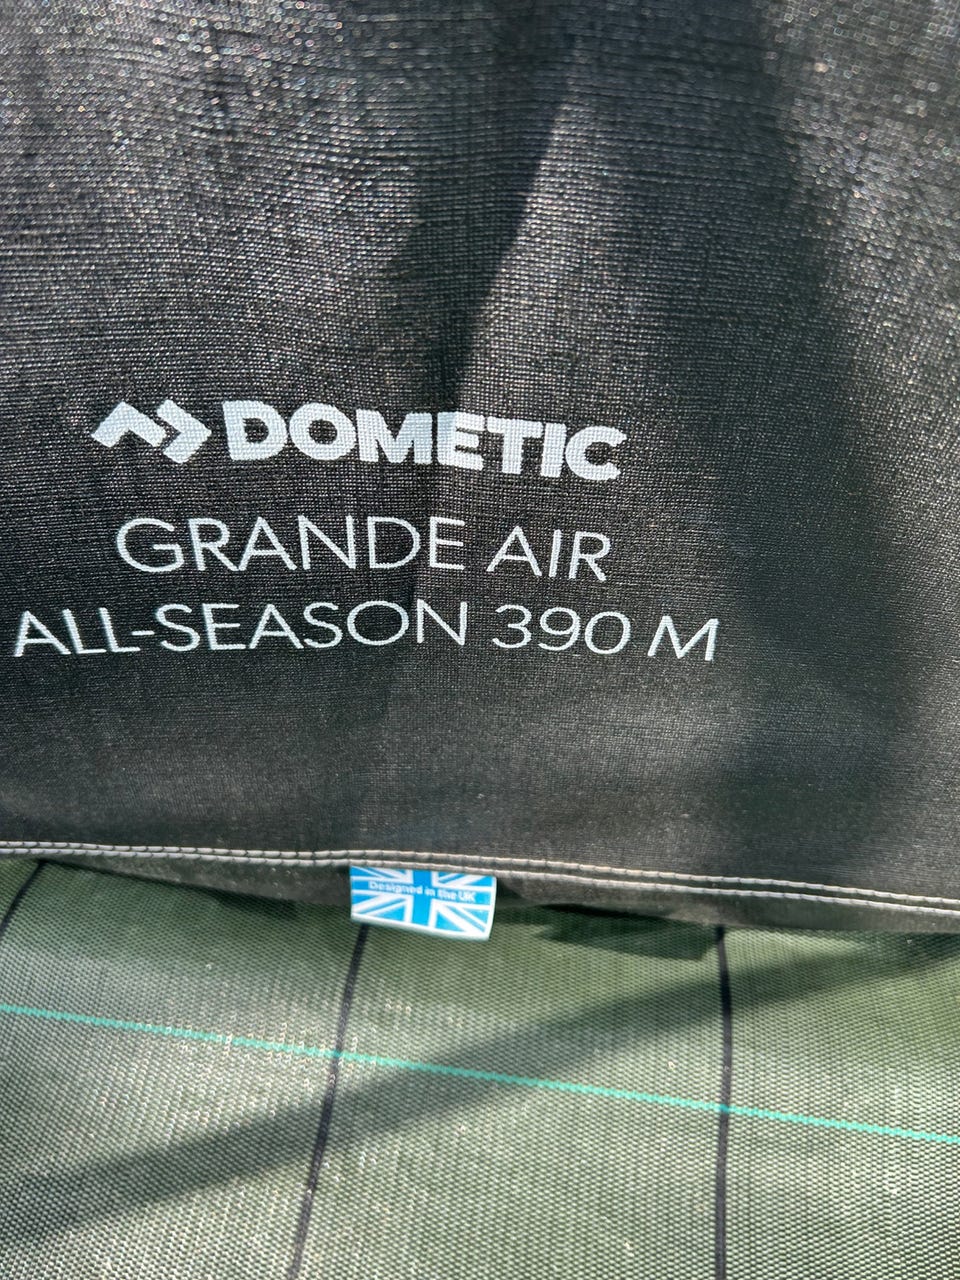 DOMETIC
GRANDE AIR
ALL-SEASON 390 M
Designed in the UK